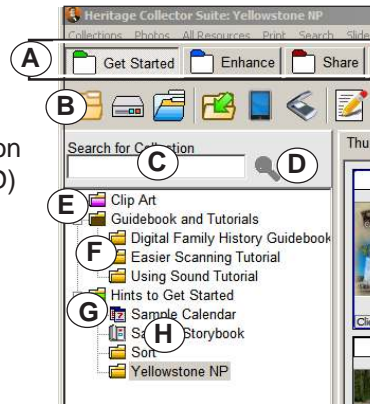 Heritage Collector Suite: Yellowstone NP
Collections Photos All Resources Print Search Slide
A Get Started Enhance Share
B
on
Search for Collection
Thu
C D
D)
E Clip Art
Guidebook and Tutorials
Digital Family History Guidebook
F Easier Scanning Tutorial
Using Sound Tutorial
G Hints to Get Started
Sample Calendar
H Storybook
Sort
Yellowstone NP
Clic